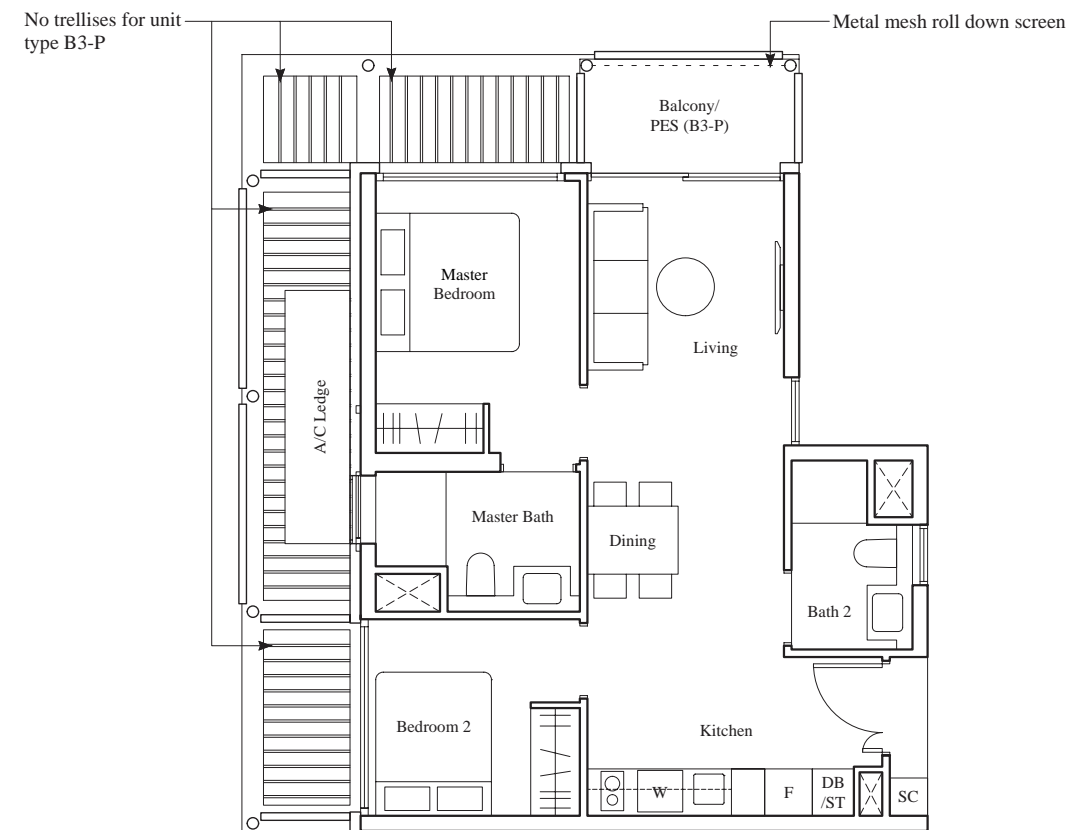 No trellises for unit
type B3-P
Metal mesh roll down screen
Balcony/
PES (B3-P)
Master
Bedroom
Living
A/C Ledge
Master Bath
Dining
Bath 2
Bedroom 2
Kitchen
W
F
DB
/ST
SC